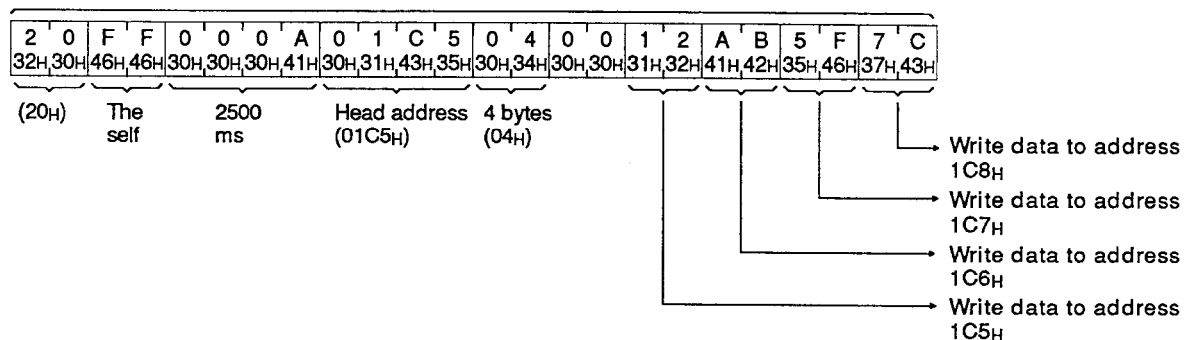 2 0 F F 0 0 0 A 0 1 C 5 0 4 0 0 1 2 A B 5 F 7 C
32H 30H 46H 46H 30H 30H 30H 41H 30H 31H 43H 35H 30H 34H 30H 30H 31H 32H 41H 42H 35H 46H 37H 43H
(20H) The 2500 Head address 4 bytes
self ms (01C5H) (04H)
Write data to address
1C8H
Write data to address
1C7H
Write data to address
1C6H
Write data to address
1C5H